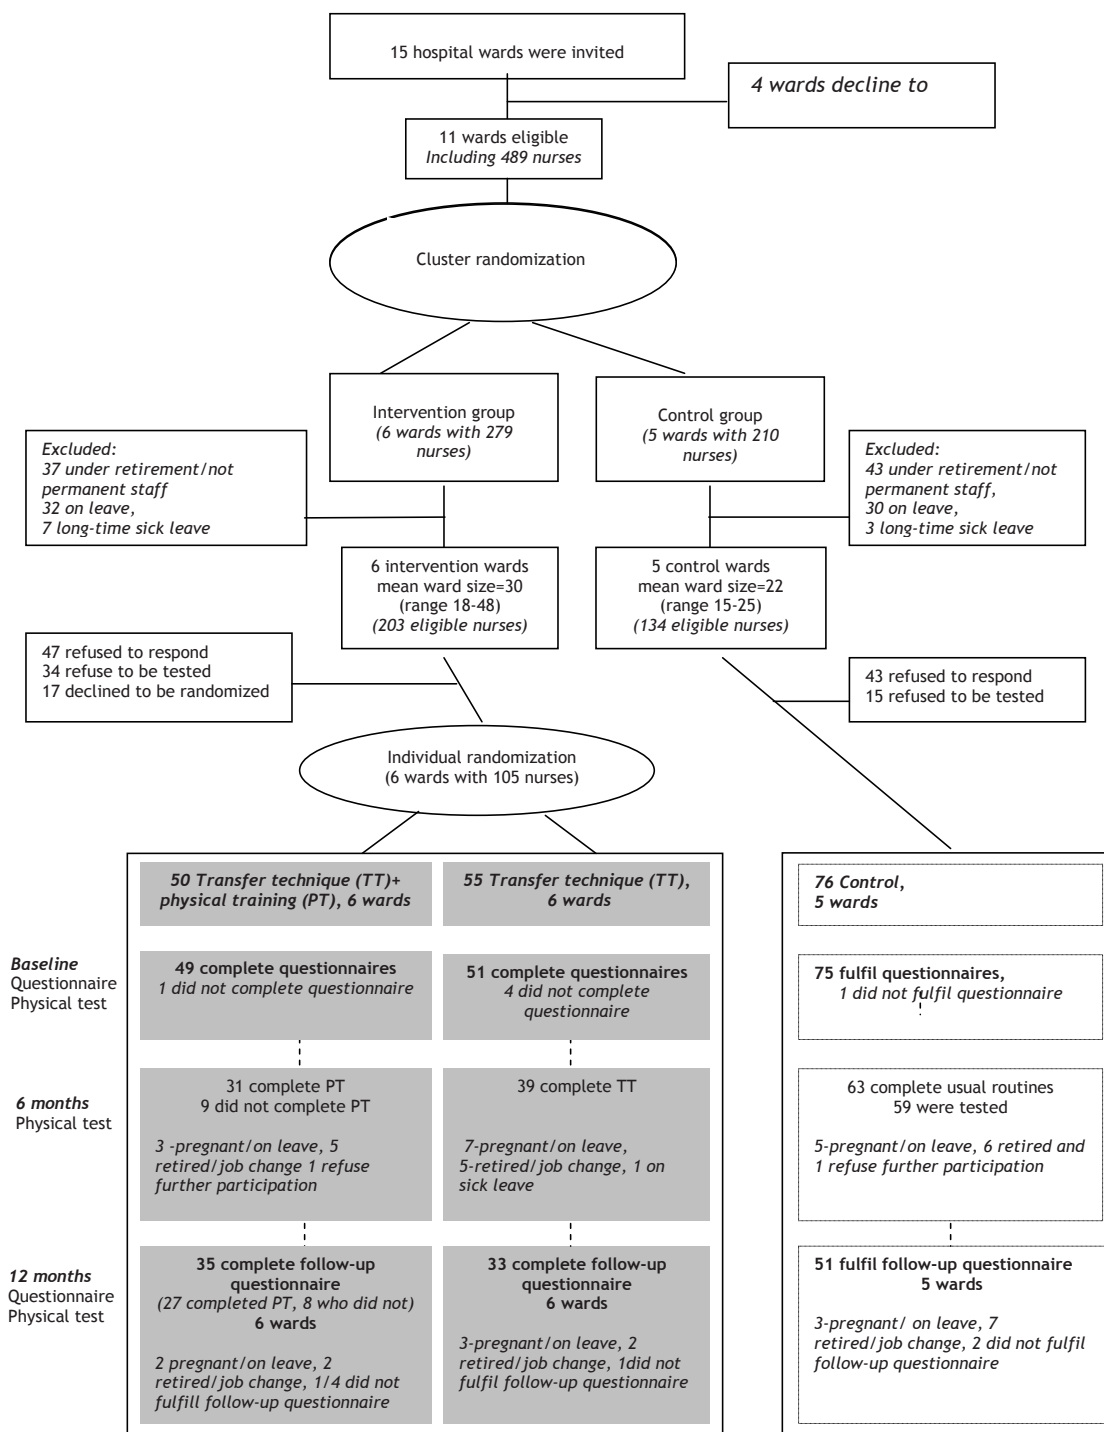 15 hospital wards were invited
4 wards decline to
11 wards eligible
Including 489 nurses
Cluster randomization
Intervention group
(6 wards with 279
nurses)
Control group
(5 wards with 210
nurses)
Excluded:
37 under retirement/not
permanent staff
32 on leave,
7 long-time sick leave
Excluded:
43 under retirement/not
permanent staff,
30 on leave,
3 long-time sick leave
6 intervention wards
mean ward size=30
(range 18-48)
(203 eligible nurses)
5 control wards
mean ward size=22
(range 15-25)
(134 eligible nurses)
47 refused to respond
34 refuse to be tested
17 declined to be randomized
43 refused to respond
15 refused to be tested
Individual randomization
(6 wards with 105 nurses)
50 Transfer technique (TT)+
physical training (PT), 6 wards
55 Transfer technique (TT),
6 wards
76 Control,
5 wards
Baseline
Questionnaire
Physical test
49 complete questionnaires
1 did not complete questionnaire
51 complete questionnaires
4 did not complete
questionnaire
75 fulfil questionnaires,
1 did not fulfil questionnaire
6 months
Physical test
31 complete PT
9 did not complete PT
3 -pregnant/on leave, 5
retired/job change 1 refuse
further participation
39 complete TT
7-pregnant/on leave,
5-retired/job change, 1 on
sick leave
63 complete usual routines
59 were tested
5-pregnant/on leave, 6 retired and
1 refuse further participation
12 months
Questionnaire
Physical test
35 complete follow-up
questionnaire
(27 completed PT, 8 who did not)
6 wards
2 pregnant/on leave, 2
retired/job change, 1/4 did not
fulfill follow-up questionnaire
33 complete follow-up
questionnaire
6 wards
3-pregnant/on leave, 2
retired/job change, 1did not
fulfil follow-up questionnaire
51 fulfil follow-up questionnaire
5 wards
3-pregnant/ on leave, 7
retired/job change, 2 did not fulfil
follow-up questionnaire